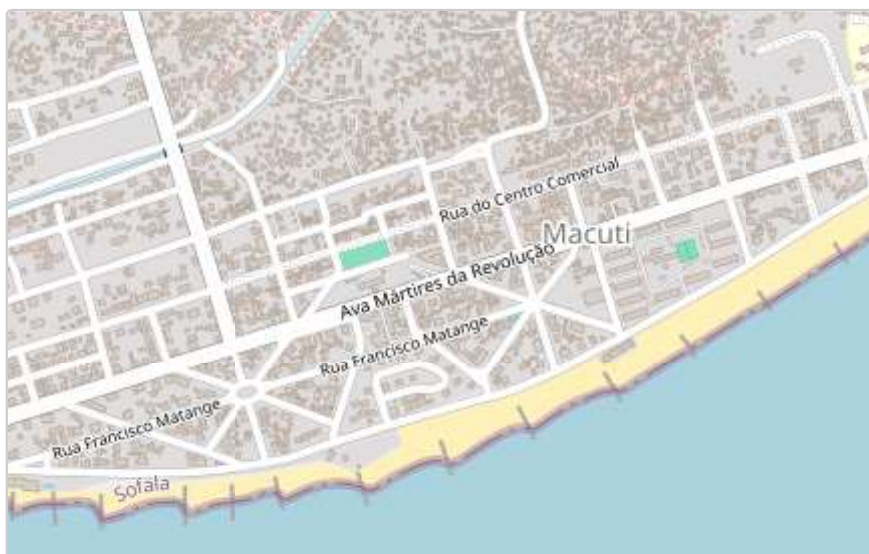 Rua do Centro Comercial
Macuti
Ava Mártires da Revolução
Rua Francisco Matange
Rua Francisco Matange
Sofala